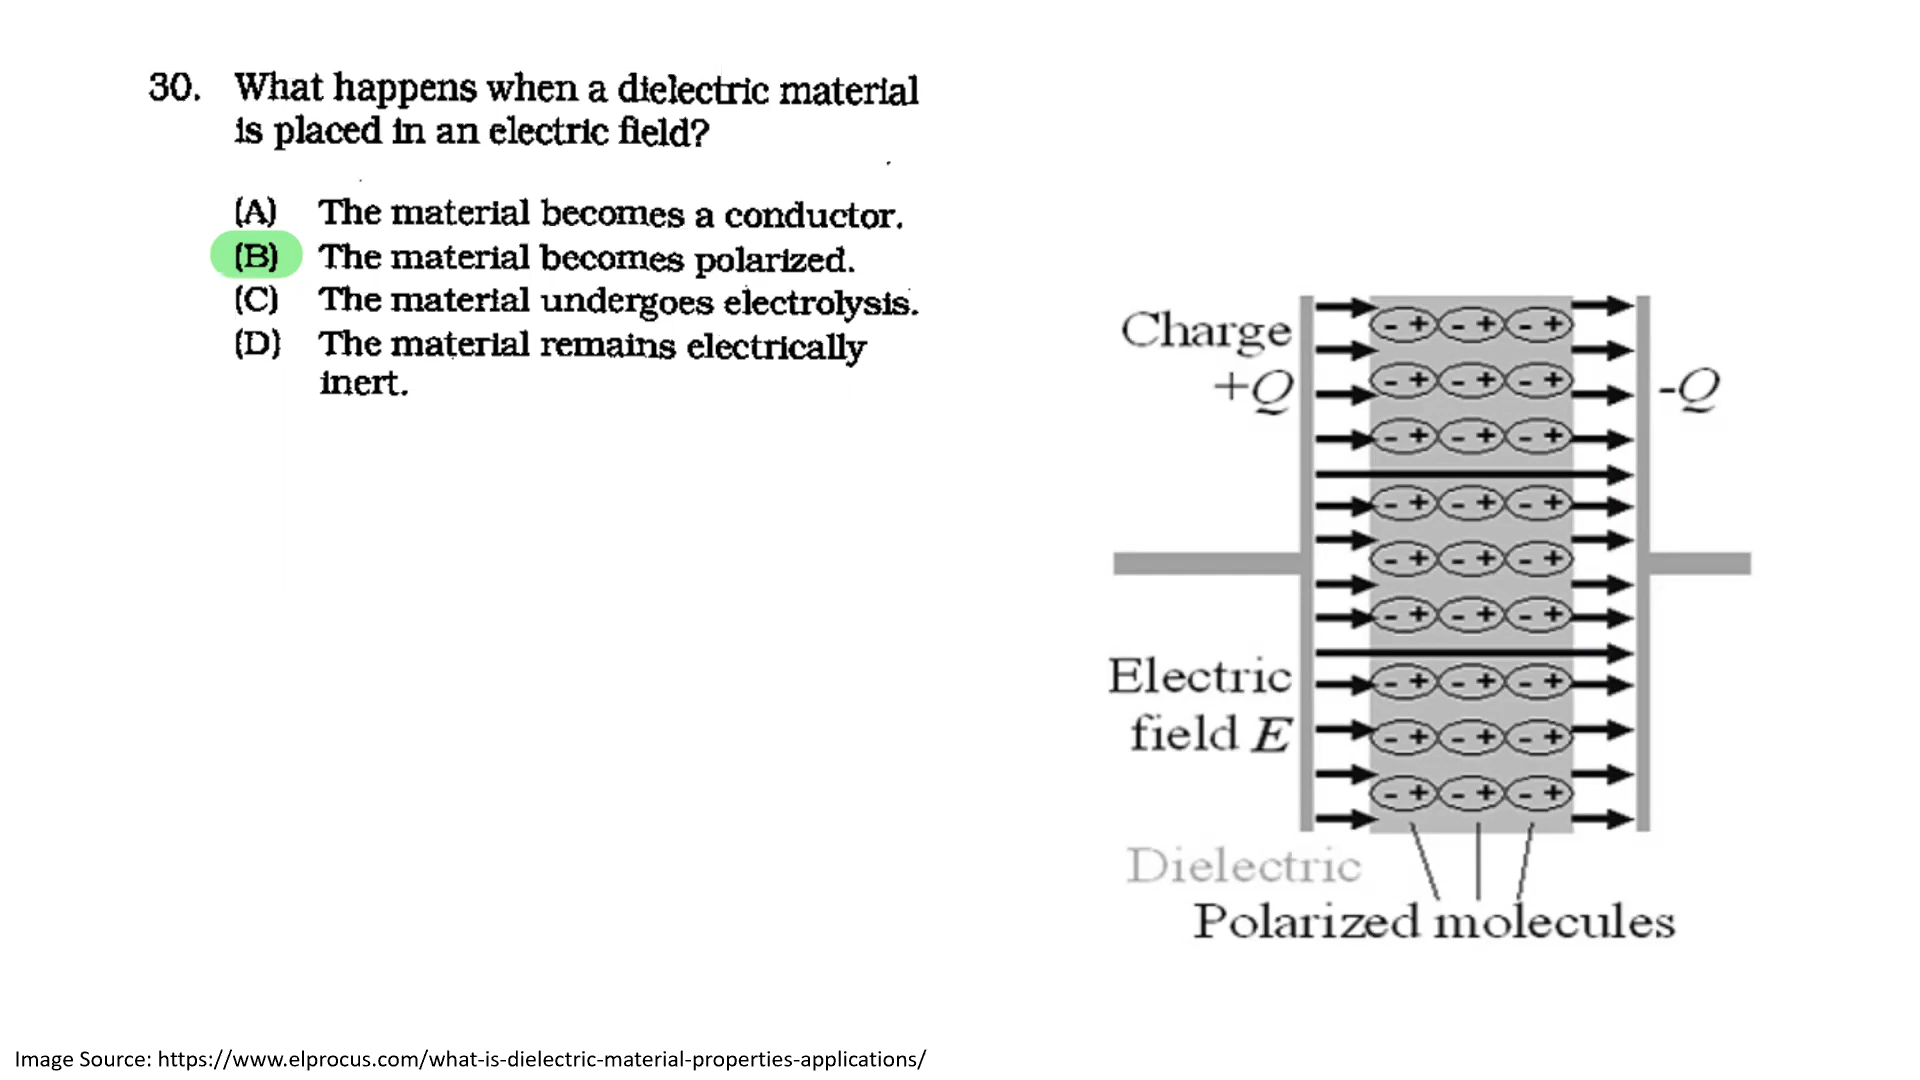 30. What happens when a dielectric material
is placed in an electric field?
(A) The material becomes a conductor.
(B) The material becomes polarized.
(C) The material undergoes electrolysis.
(D) The material remains electrically
inert.
Charge
+Q
-Q
- + - + - +
- + - + - +
- + - + - +
- + - + - +
- + - + - +
- + - + - +
Electric
field E
- + - + - +
- + - + - +
- + - + - +
Dielectric
Polarized molecules
Image Source: https://www.elprocus.com/what-is-dielectric-material-properties-applications/